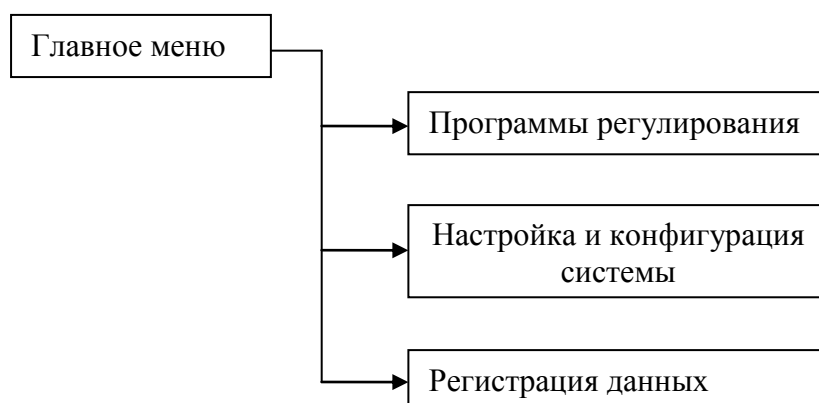 Главное меню
Программы регулирования
Настройка и конфигурация
системы
Регистрация данных